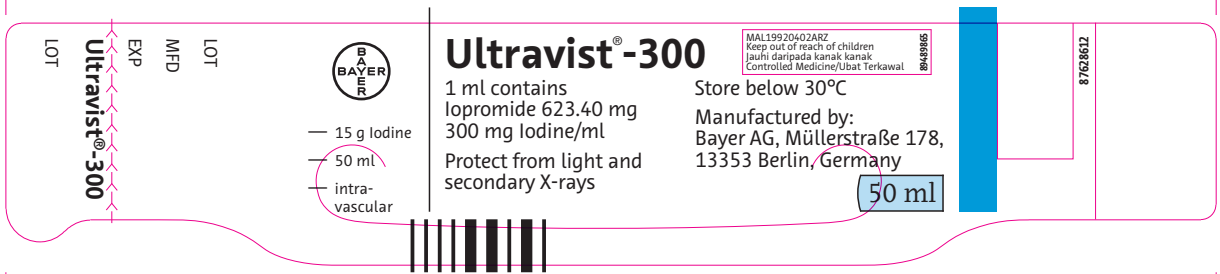 LOT
Ultravist®-300
EXP
MFD
LOT
BAYER
BAYER
15 g Iodine
50 ml
intra-
vascular
Ultravist®-300
1 ml contains
Iopromide 623.40 mg
300 mg Iodine/ml
Protect from light and
secondary X-rays
MAL19920402ARZ
Keep out of reach of children
Jauhi daripada kanak kanak
Controlled Medicine/Ubat Terkawal
89489865
Store below 30°C
Manufactured by:
Bayer AG, Müllerstraße 178,
13353 Berlin, Germany
50 ml
87628612